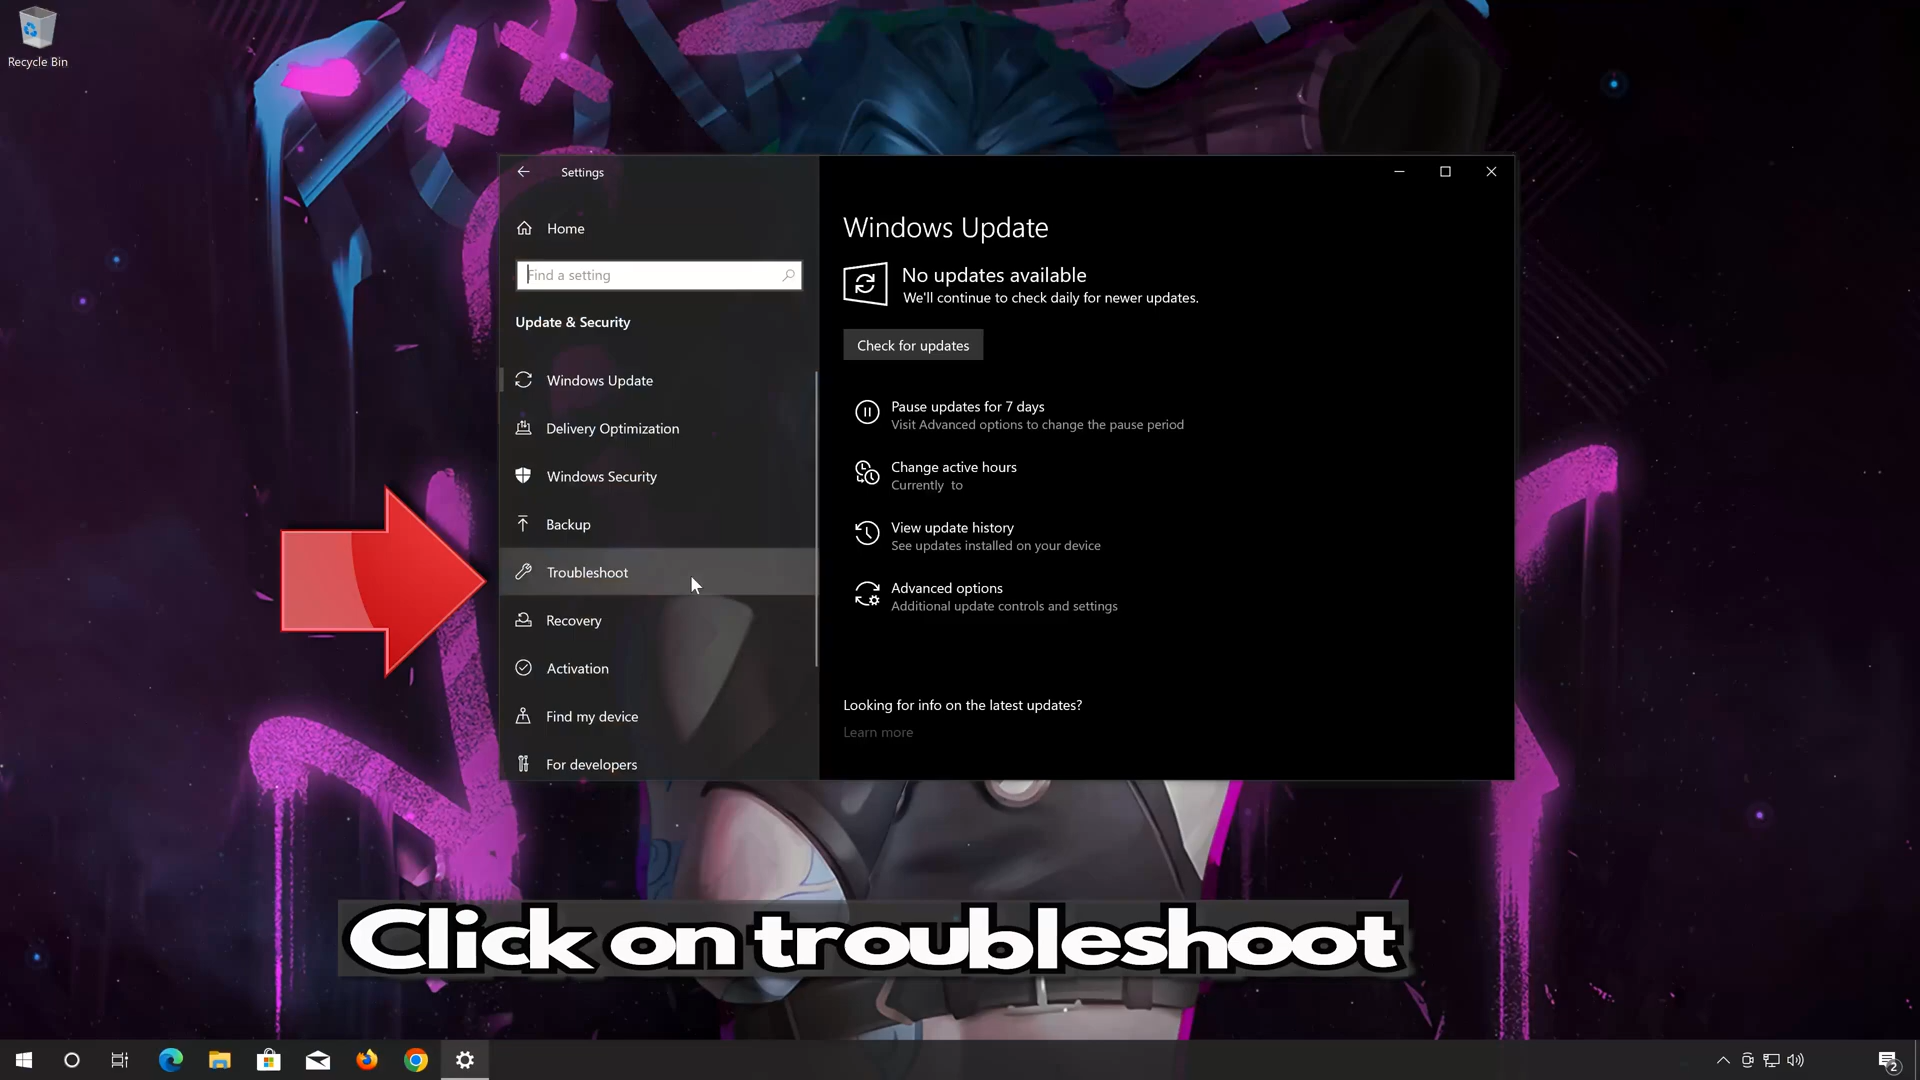 Recycle Bin
Settings
Home
Find a setting
Update & Security
Windows Update
Delivery Optimization
Windows Security
Backup
Troubleshoot
Recovery
Activation
Find my device
For developers
Windows Update
No updates available
We'll continue to check daily for newer updates.
Check for updates
Pause updates for 7 days
Visit Advanced options to change the pause period
Change active hours
Currently  to
View update history
See updates installed on your device
Advanced options
Additional update controls and settings
Looking for info on the latest updates?
Learn more
Click on troubleshoot
2